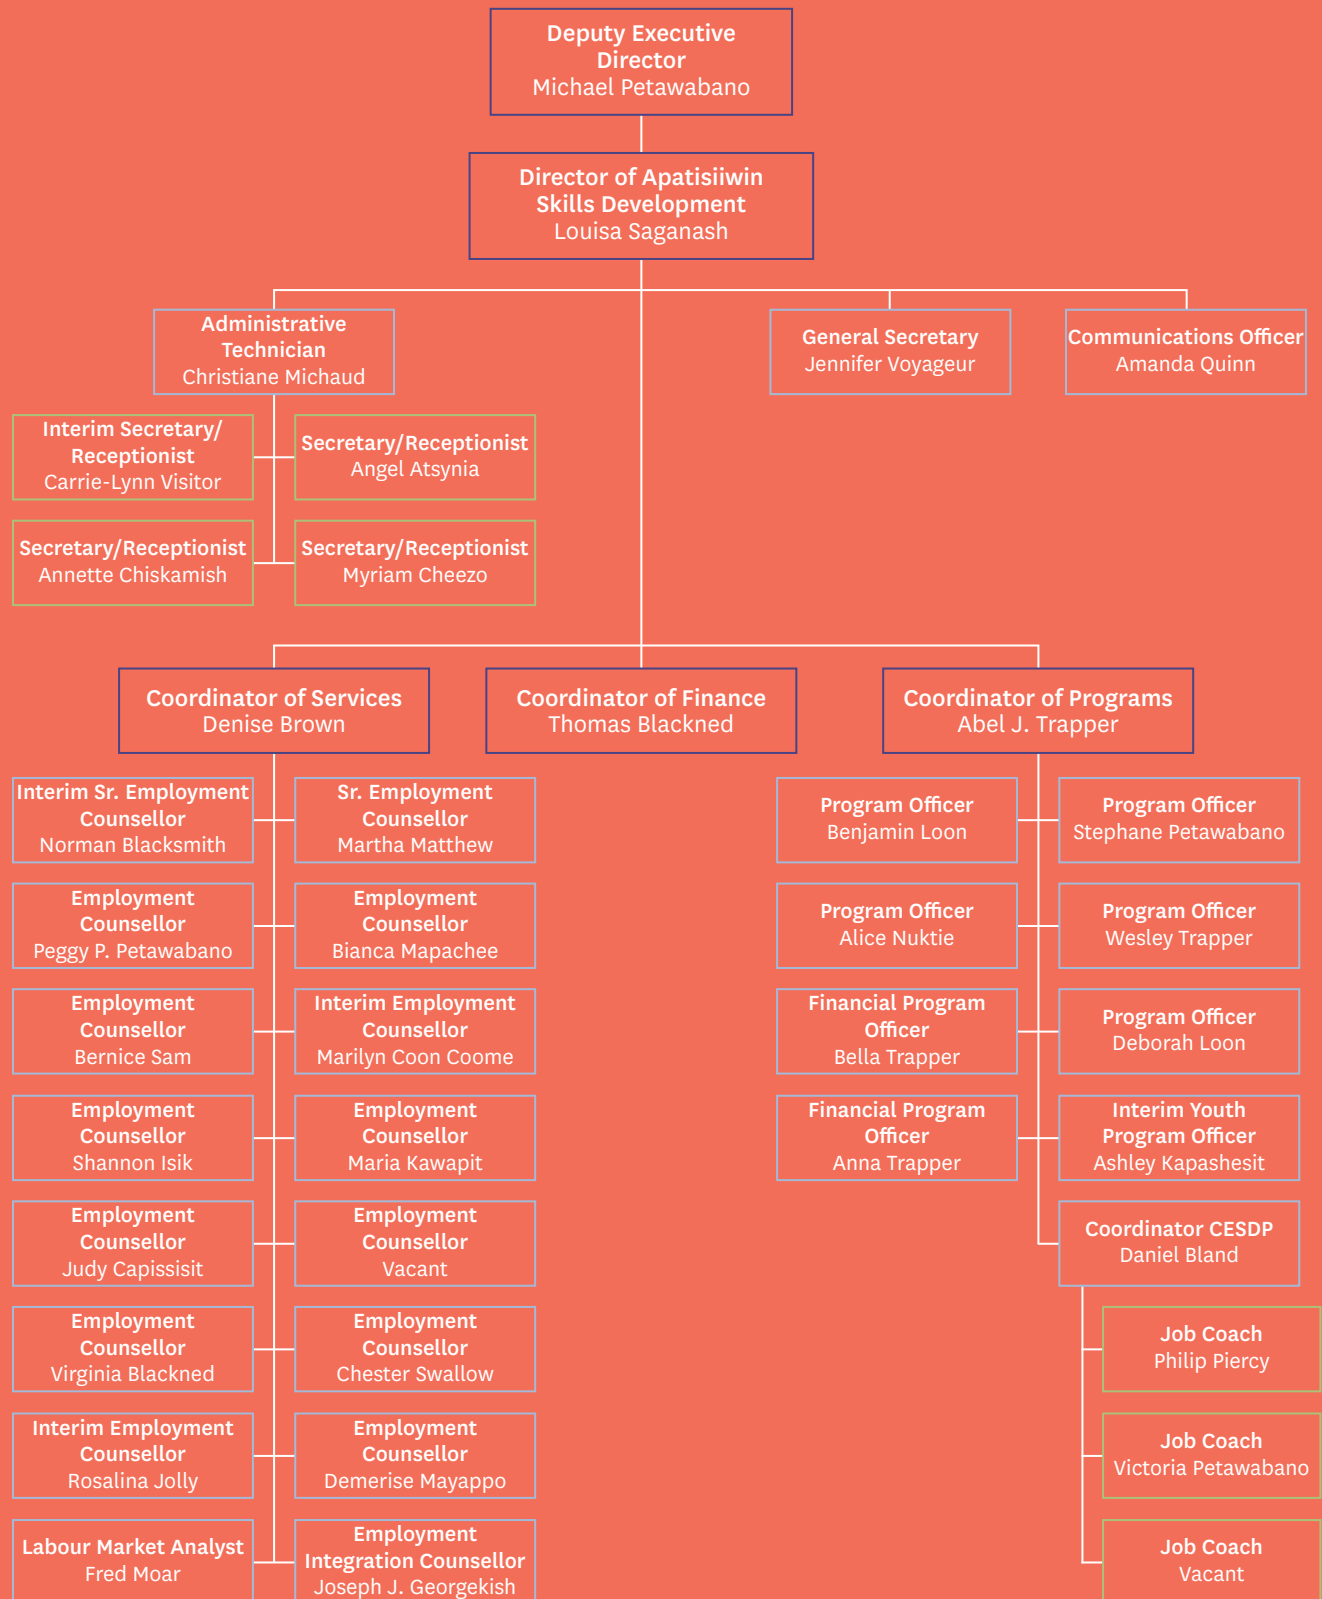 Deputy Executive
Director
Michael Petawabano
Director of Apatisiiwin
Skills Development
Louisa Saganash
Administrative
Technician
Christiane Michaud
General Secretary
Jennifer Voyageur
Communications Officer
Amanda Quinn
Interim Secretary/
Receptionist
Carrie-Lynn Visitor
Secretary/Receptionist
Angel Atsynia
Secretary/Receptionist
Annette Chiskamish
Secretary/Receptionist
Myriam Cheezo
Coordinator of Services
Denise Brown
Coordinator of Finance
Thomas Blackned
Coordinator of Programs
Abel J. Trapper
Interim Sr. Employment
Counsellor
Norman Blacksmith
Sr. Employment
Counsellor
Martha Matthew
Employment
Counsellor
Peggy P. Petawabano
Employment
Counsellor
Bianca Mapachee
Employment
Counsellor
Bernice Sam
Interim Employment
Counsellor
Marilyn Coon Coome
Employment
Counsellor
Shannon Isik
Employment
Counsellor
Maria Kawapit
Employment
Counsellor
Judy Capissisit
Employment
Counsellor
Vacant
Employment
Counsellor
Virginia Blackned
Employment
Counsellor
Chester Swallow
Interim Employment
Counsellor
Rosalina Jolly
Employment
Counsellor
Demerise Mayappo
Labour Market Analyst
Fred Moar
Employment
Integration Counsellor
Joseph J. Georgekish
Program Officer
Benjamin Loon
Program Officer
Stephane Petawabano
Program Officer
Alice Nuktie
Program Officer
Wesley Trapper
Financial Program
Officer
Bella Trapper
Program Officer
Deborah Loon
Financial Program
Officer
Anna Trapper
Interim Youth
Program Officer
Ashley Kapashesit
Coordinator CESDP
Daniel Bland
Job Coach
Philip Piercy
Job Coach
Victoria Petawabano
Job Coach
Vacant